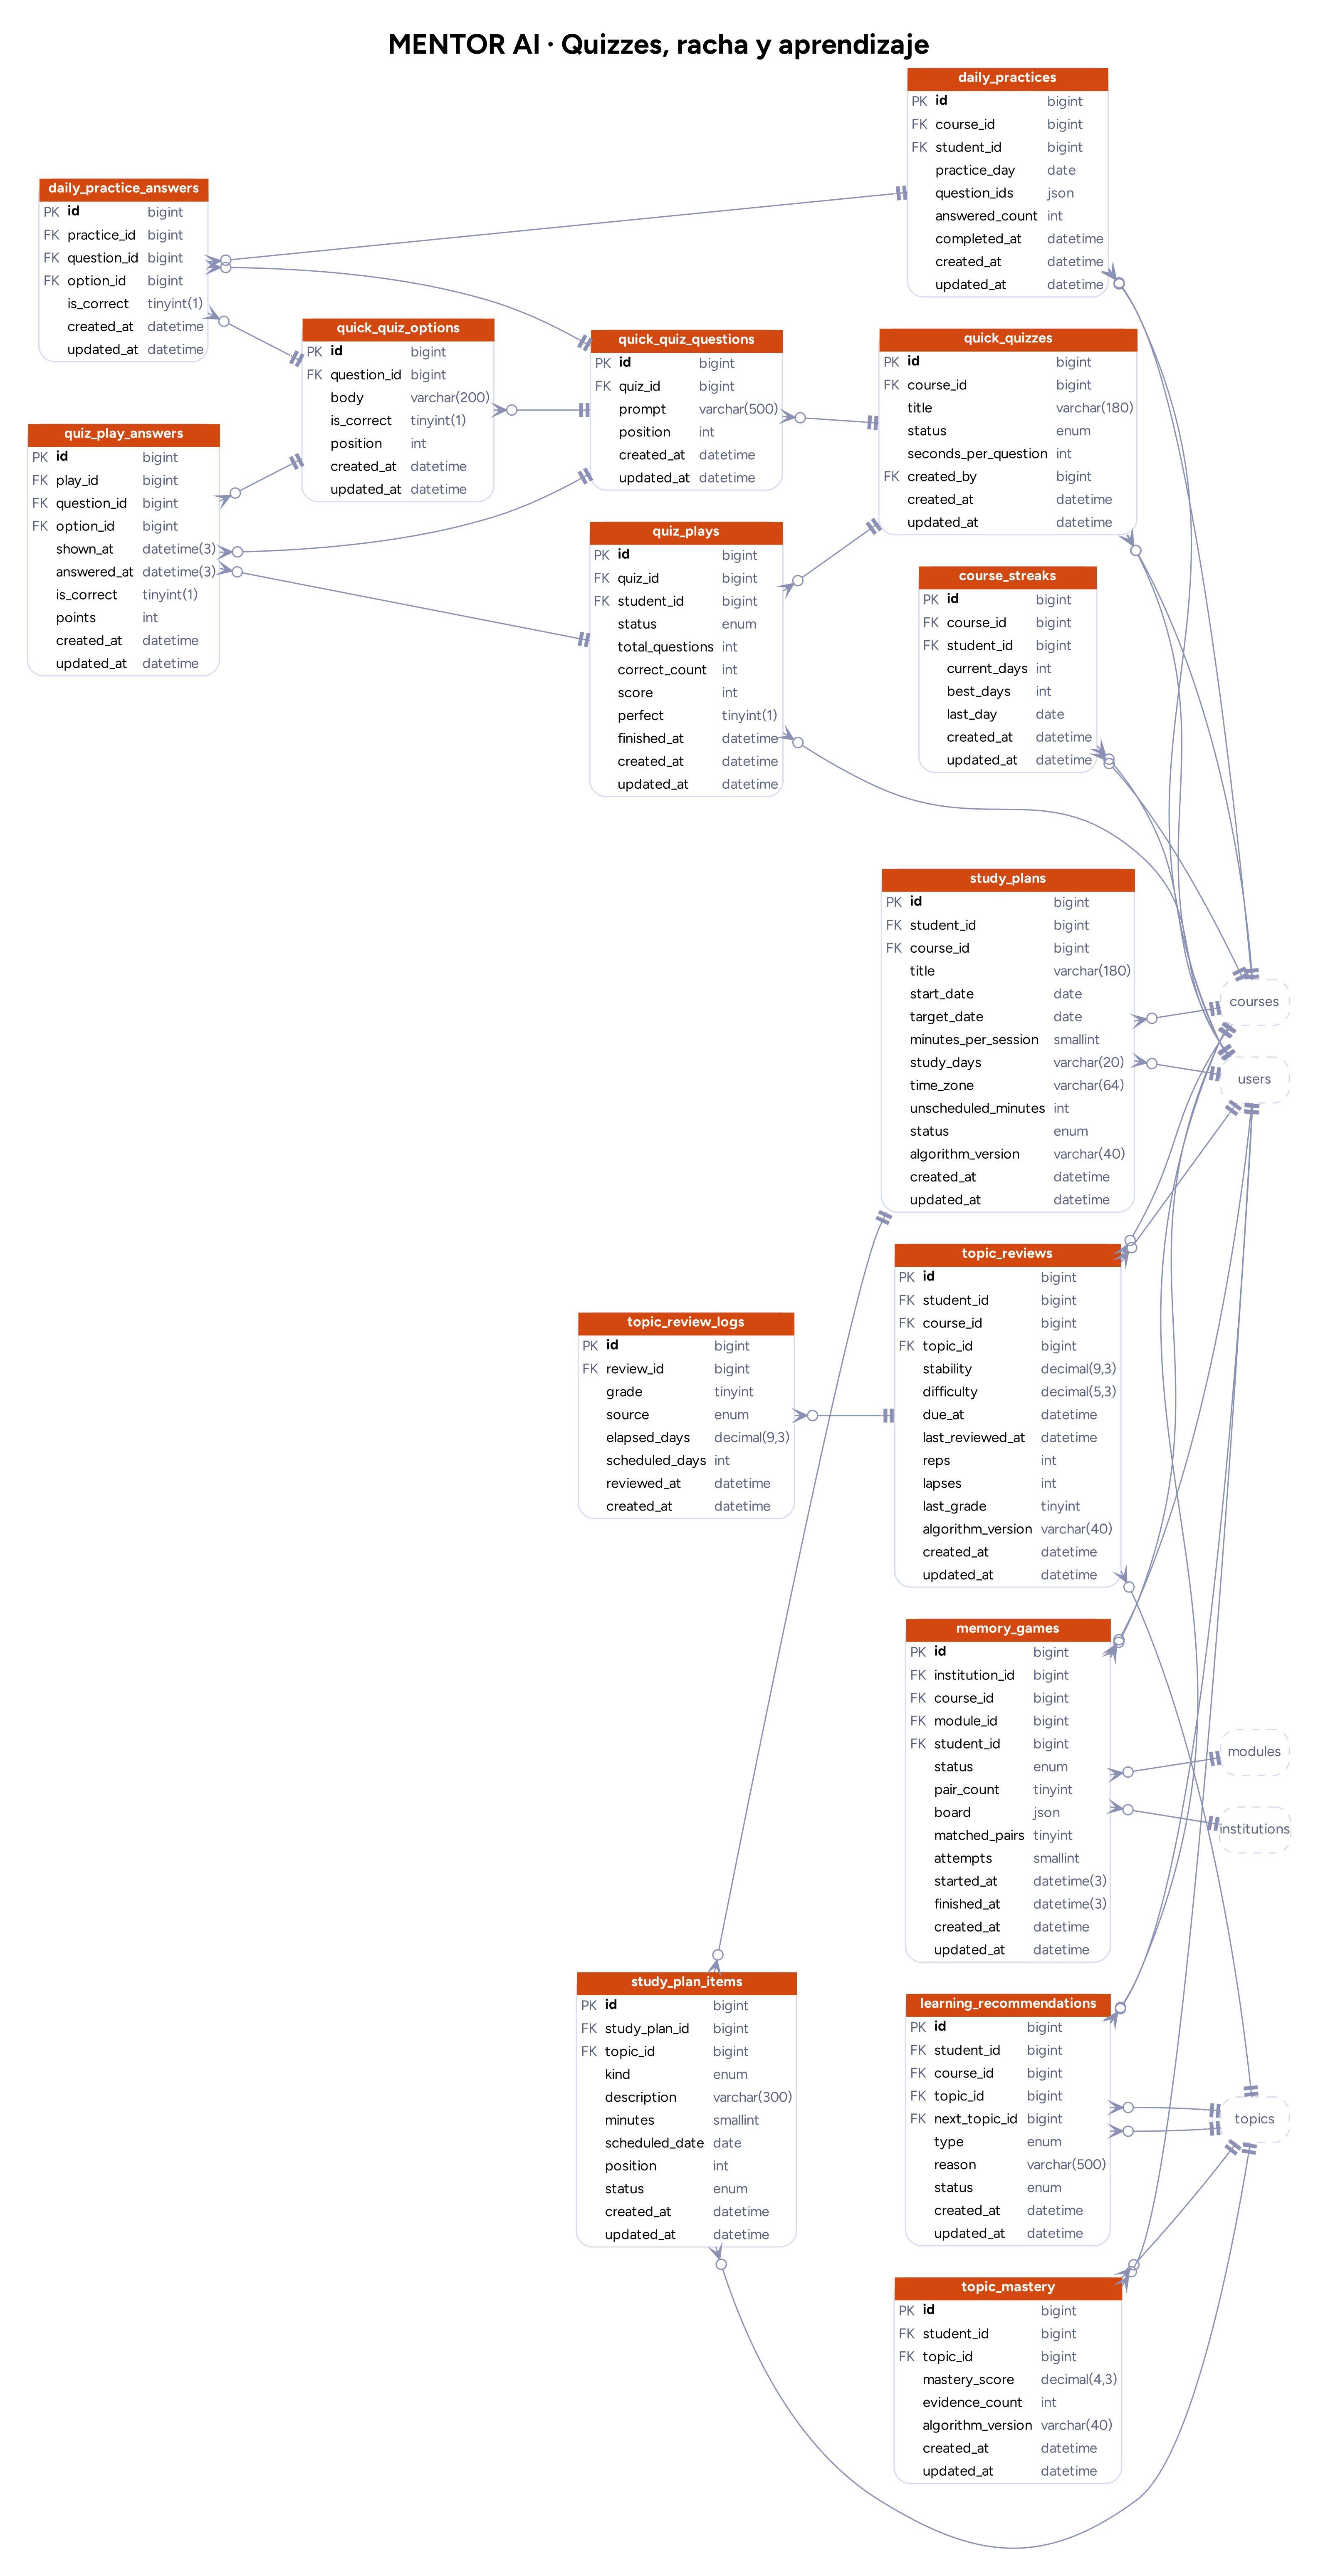 MENTOR AI · Quizzes, racha y aprendizaje
daily_practices
PK id bigint
FK course_id bigint
FK student_id bigint
practice_day date
question_ids json
answered_count int
completed_at datetime
created_at datetime
updated_at datetime
daily_practice_answers
PK id bigint
FK practice_id bigint
FK question_id bigint
FK option_id bigint
is_correct tinyint(1)
created_at datetime
updated_at datetime
quick_quiz_options
PK id bigint
FK question_id bigint
body varchar(200)
is_correct tinyint(1)
position int
created_at datetime
updated_at datetime
quick_quiz_questions
PK id bigint
FK quiz_id bigint
prompt varchar(500)
position int
created_at datetime
updated_at datetime
quick_quizzes
PK id bigint
FK course_id bigint
title varchar(180)
status enum
seconds_per_question int
FK created_by bigint
created_at datetime
updated_at datetime
quiz_play_answers
PK id bigint
FK play_id bigint
FK question_id bigint
FK option_id bigint
shown_at datetime(3)
answered_at datetime(3)
is_correct tinyint(1)
points int
created_at datetime
updated_at datetime
quiz_plays
PK id bigint
FK quiz_id bigint
FK student_id bigint
status enum
total_questions int
correct_count int
score int
perfect tinyint(1)
finished_at datetime
created_at datetime
updated_at datetime
course_streaks
PK id bigint
FK course_id bigint
FK student_id bigint
current_days int
best_days int
last_day date
created_at datetime
updated_at datetime
study_plans
PK id bigint
FK student_id bigint
FK course_id bigint
title varchar(180)
start_date date
target_date date
minutes_per_session smallint
study_days varchar(20)
time_zone varchar(64)
unscheduled_minutes int
status enum
algorithm_version varchar(40)
created_at datetime
updated_at datetime
courses
users
topic_reviews
PK id bigint
FK student_id bigint
FK course_id bigint
FK topic_id bigint
stability decimal(9,3)
difficulty decimal(5,3)
due_at datetime
last_reviewed_at datetime
reps int
lapses int
last_grade tinyint
algorithm_version varchar(40)
created_at datetime
updated_at datetime
topic_review_logs
PK id bigint
FK review_id bigint
grade tinyint
source enum
elapsed_days decimal(9,3)
scheduled_days int
reviewed_at datetime
created_at datetime
memory_games
PK id bigint
FK institution_id bigint
FK course_id bigint
FK module_id bigint
FK student_id bigint
status enum
pair_count tinyint
board json
matched_pairs tinyint
attempts smallint
started_at datetime(3)
finished_at datetime(3)
created_at datetime
updated_at datetime
modules
institutions
study_plan_items
PK id bigint
FK study_plan_id bigint
FK topic_id bigint
kind enum
description varchar(300)
minutes smallint
scheduled_date date
position int
status enum
created_at datetime
updated_at datetime
learning_recommendations
PK id bigint
FK student_id bigint
FK course_id bigint
FK topic_id bigint
FK next_topic_id bigint
type enum
reason varchar(500)
status enum
created_at datetime
updated_at datetime
topics
topic_mastery
PK id bigint
FK student_id bigint
FK topic_id bigint
mastery_score decimal(4,3)
evidence_count int
algorithm_version varchar(40)
created_at datetime
updated_at datetime